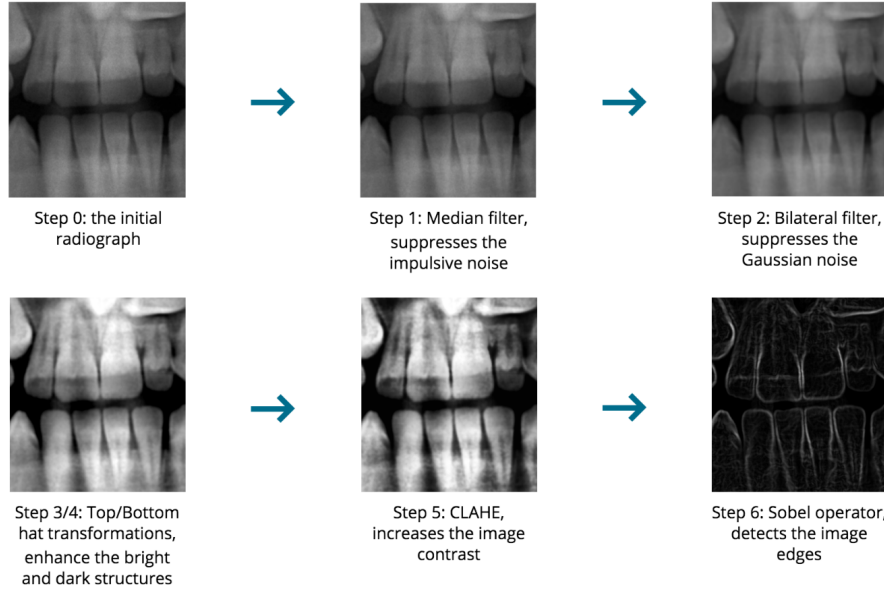 Step 0: the initial
radiograph
Step 1: Median filter,
suppresses the
impulsive noise
Step 2: Bilateral filter,
suppresses the
Gaussian noise
Step 3/4: Top/Bottom
hat transformations,
enhance the bright
and dark structures
Step 5: CLAHE,
increases the image
contrast
Step 6: Sobel operator,
detects the image
edges